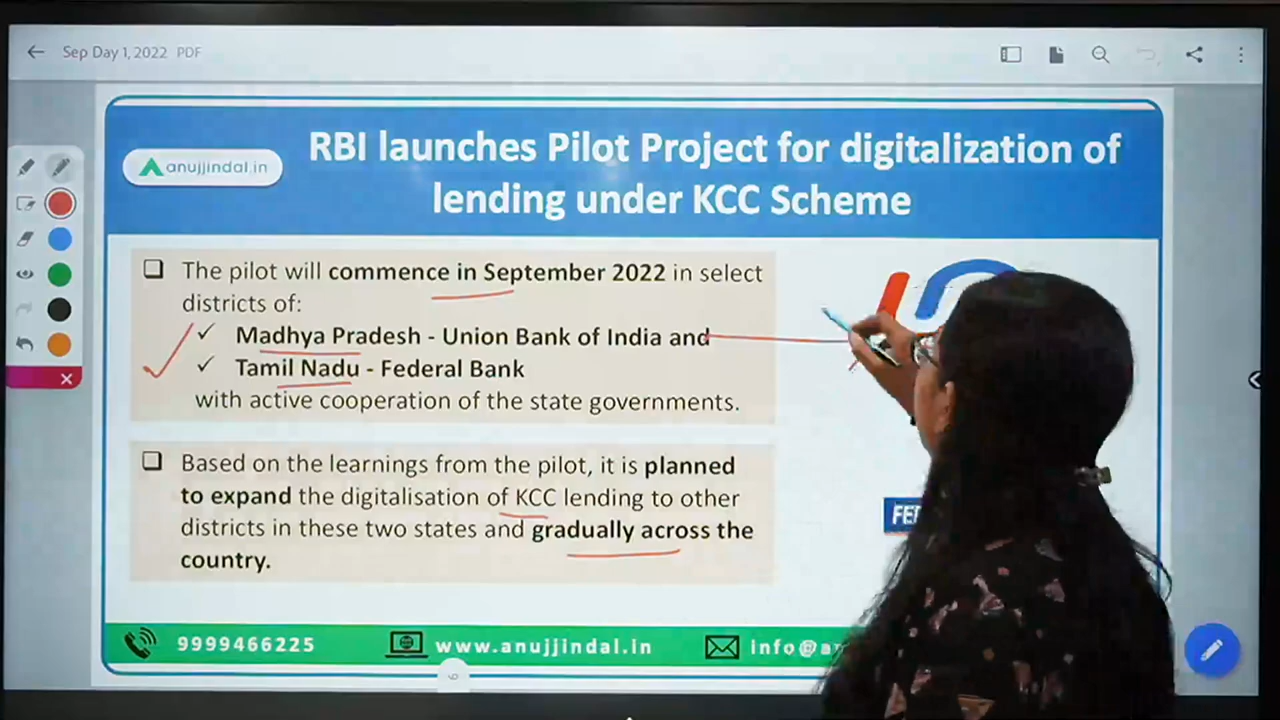 Sep Day 1, 2022 PDF
anujjindal.in
RBI launches Pilot Project for digitalization of
lending under KCC Scheme
The pilot will commence in September 2022 in select
districts of:
Madhya Pradesh - Union Bank of India and
Tamil Nadu - Federal Bank
with active cooperation of the state governments.
Based on the learnings from the pilot, it is planned
to expand the digitalisation of KCC lending to other
districts in these two states and gradually across the
country.
FE
9999466225 www.anujjindal.in info@a